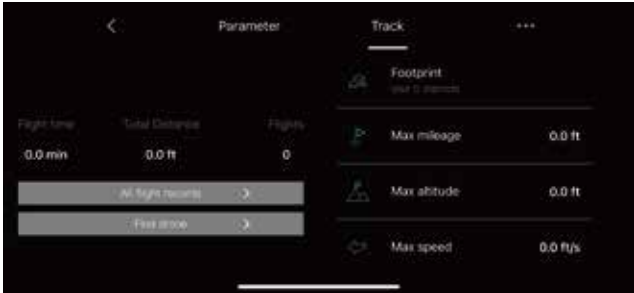 Parameter
Track
Flight time
Total Distance
Flights
0.0 min
0.0 ft
0
All flight records
Find drone
Footprint
Max mileage
0.0 ft
Max altitude
0.0 ft
Max speed
0.0 ft/s